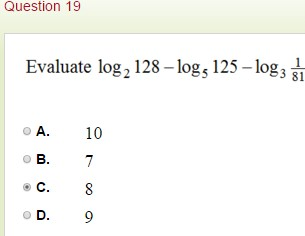 Question 19
Evaluate log₂ 128 – log₅ 125 – log₃ 1/81
A. 10
B. 7
C. 8
D. 9